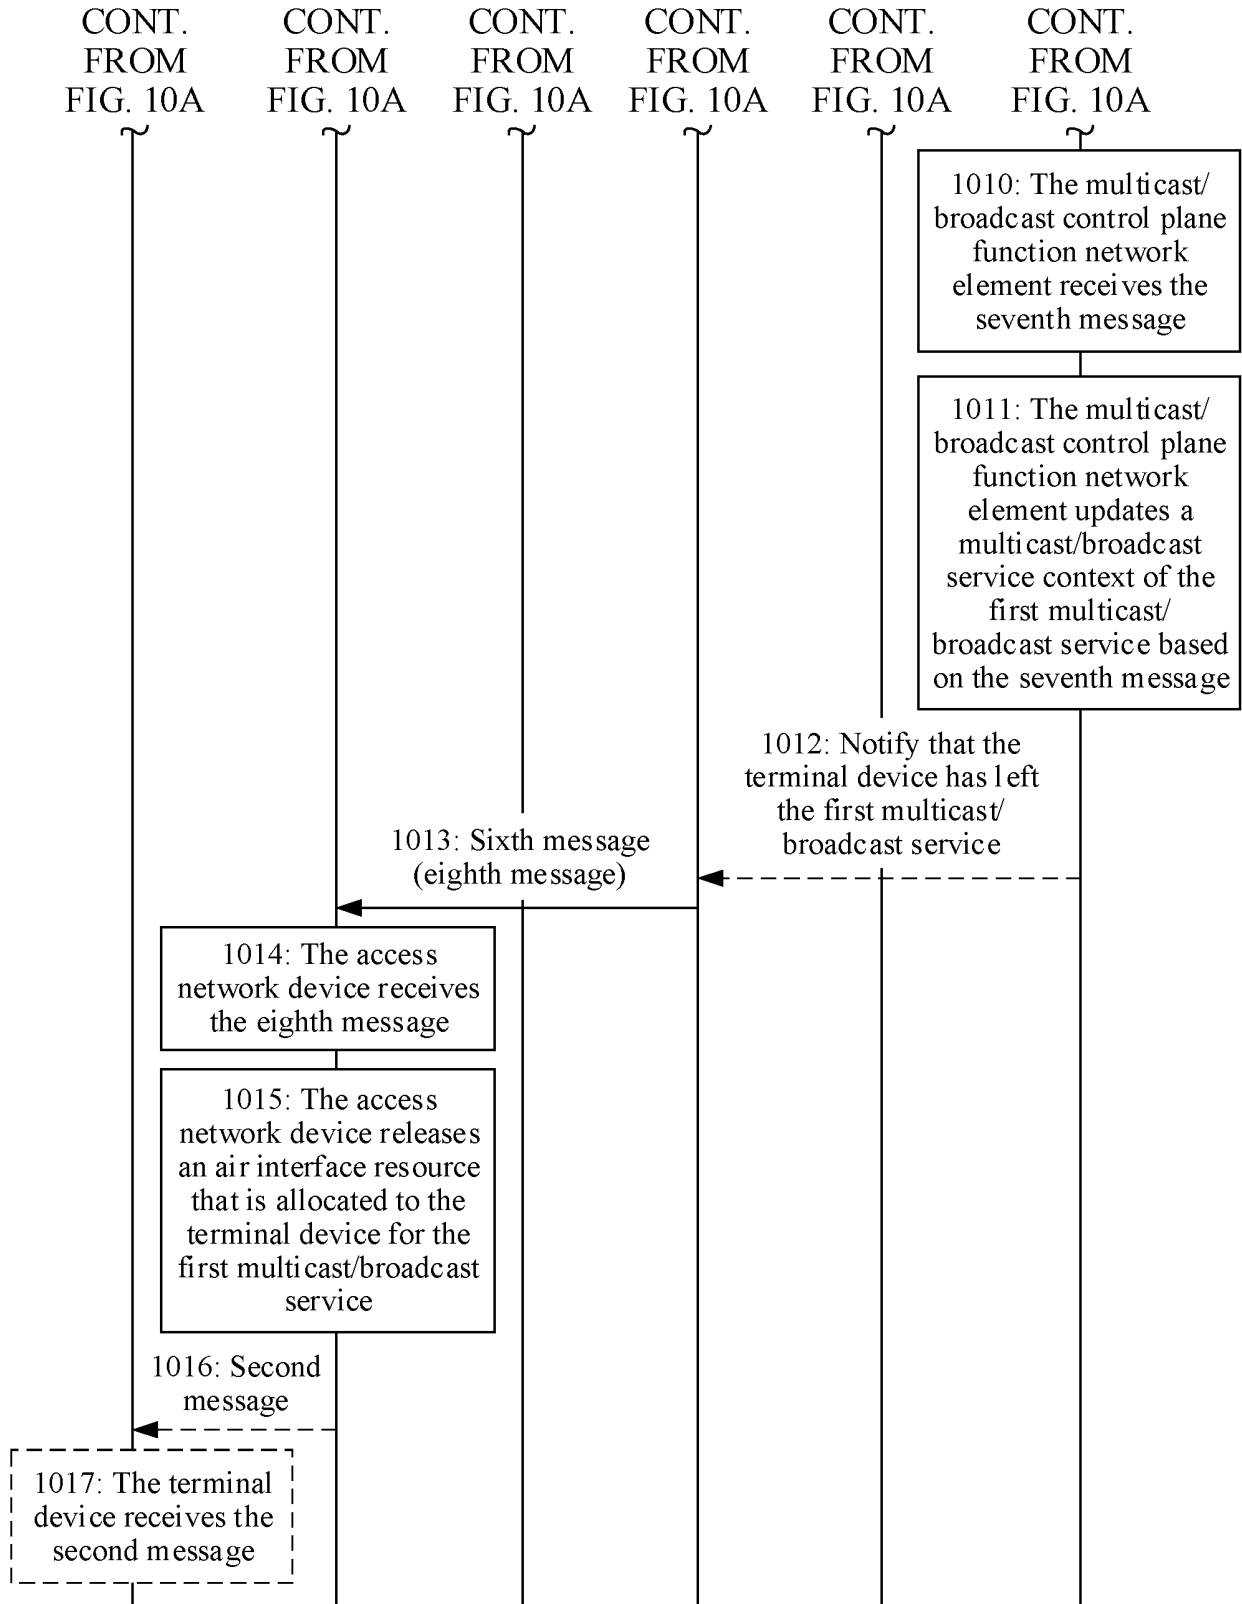 CONT.
FROM
FIG. 10A
CONT.
FROM
FIG. 10A
CONT.
FROM
FIG. 10A
CONT.
FROM
FIG. 10A
CONT.
FROM
FIG. 10A
CONT.
FROM
FIG. 10A
1010: The multicast/
broadcast control plane
function network
element receives the
seventh message
1011: The multicast/
broadcast control plane
function network
element updates a
multicast/broadcast
service context of the
first multicast/
broadcast service based
on the seventh message
1012: Notify that the
terminal device has left
the first multicast/
broadcast service
1013: Sixth message
(eighth message)
1014: The access
network device receives
the eighth message
1015: The access
network device releases
an air interface resource
that is allocated to the
terminal device for the
first multicast/broadcast
service
1016: Second
message
1017: The terminal
device receives the
second message